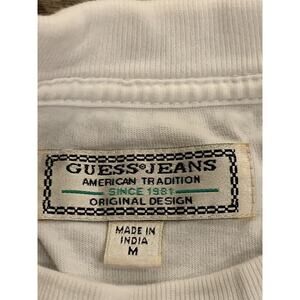 GUESS® JEANS
AMERICAN TRADITION
SINCE 1981
ORIGINAL DESIGN
MADE IN
INDIA
M